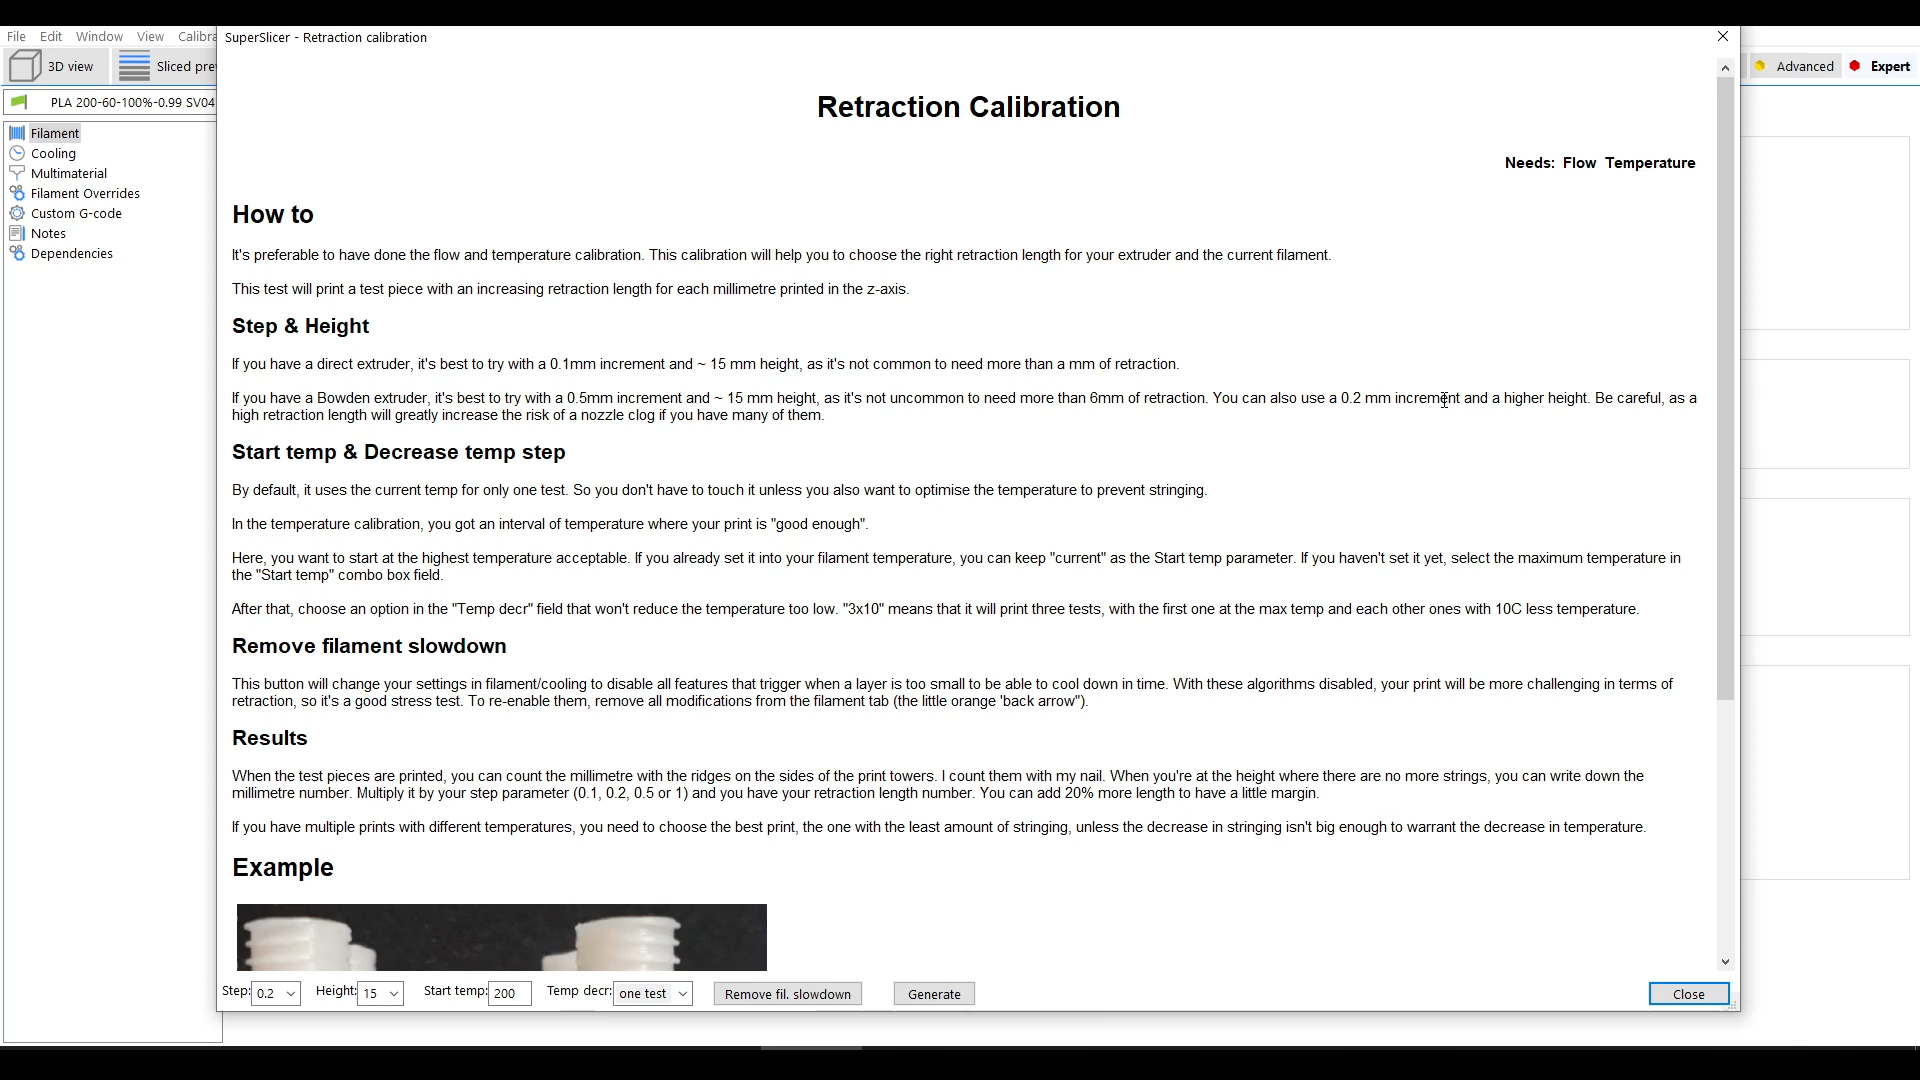 File Edit Window View Calibra
SuperSlicer - Retraction calibration
3D view Sliced pre
Advanced Expert
PLA 200-60-100%-0.99 SV04
Filament
Cooling
Multimaterial
Filament Overrides
Custom G-code
Notes
Dependencies
Retraction Calibration
Needs: Flow Temperature
How to
It's preferable to have done the flow and temperature calibration. This calibration will help you to choose the right retraction length for your extruder and the current filament.
This test will print a test piece with an increasing retraction length for each millimetre printed in the z-axis.
Step & Height
If you have a direct extruder, it's best to try with a 0.1mm increment and ~ 15 mm height, as it's not common to need more than a mm of retraction.
If you have a Bowden extruder, it's best to try with a 0.5mm increment and ~ 15 mm height, as it's not uncommon to need more than 6mm of retraction. You can also use a 0.2 mm increment and a higher height. Be careful, as a
high retraction length will greatly increase the risk of a nozzle clog if you have many of them.
Start temp & Decrease temp step
By default, it uses the current temp for only one test. So you don't have to touch it unless you also want to optimise the temperature to prevent stringing.
In the temperature calibration, you got an interval of temperature where your print is "good enough".
Here, you want to start at the highest temperature acceptable. If you already set it into your filament temperature, you can keep "current" as the Start temp parameter. If you haven't set it yet, select the maximum temperature in
the "Start temp" combo box field.
After that, choose an option in the "Temp decr" field that won't reduce the temperature too low. "3x10" means that it will print three tests, with the first one at the max temp and each other ones with 10C less temperature.
Remove filament slowdown
This button will change your settings in filament/cooling to disable all features that trigger when a layer is too small to be able to cool down in time. With these algorithms disabled, your print will be more challenging in terms of
retraction, so it's a good stress test. To re-enable them, remove all modifications from the filament tab (the little orange 'back arrow").
Results
When the test pieces are printed, you can count the millimetre with the ridges on the sides of the print towers. I count them with my nail. When you're at the height where there are no more strings, you can write down the
millimetre number. Multiply it by your step parameter (0.1, 0.2, 0.5 or 1) and you have your retraction length number. You can add 20% more length to have a little margin.
If you have multiple prints with different temperatures, you need to choose the best print, the one with the least amount of stringing, unless the decrease in stringing isn't big enough to warrant the decrease in temperature.
Example
Step: 0.2 Height: 15 Start temp: 200 Temp decr: one test Remove fil. slowdown Generate Close